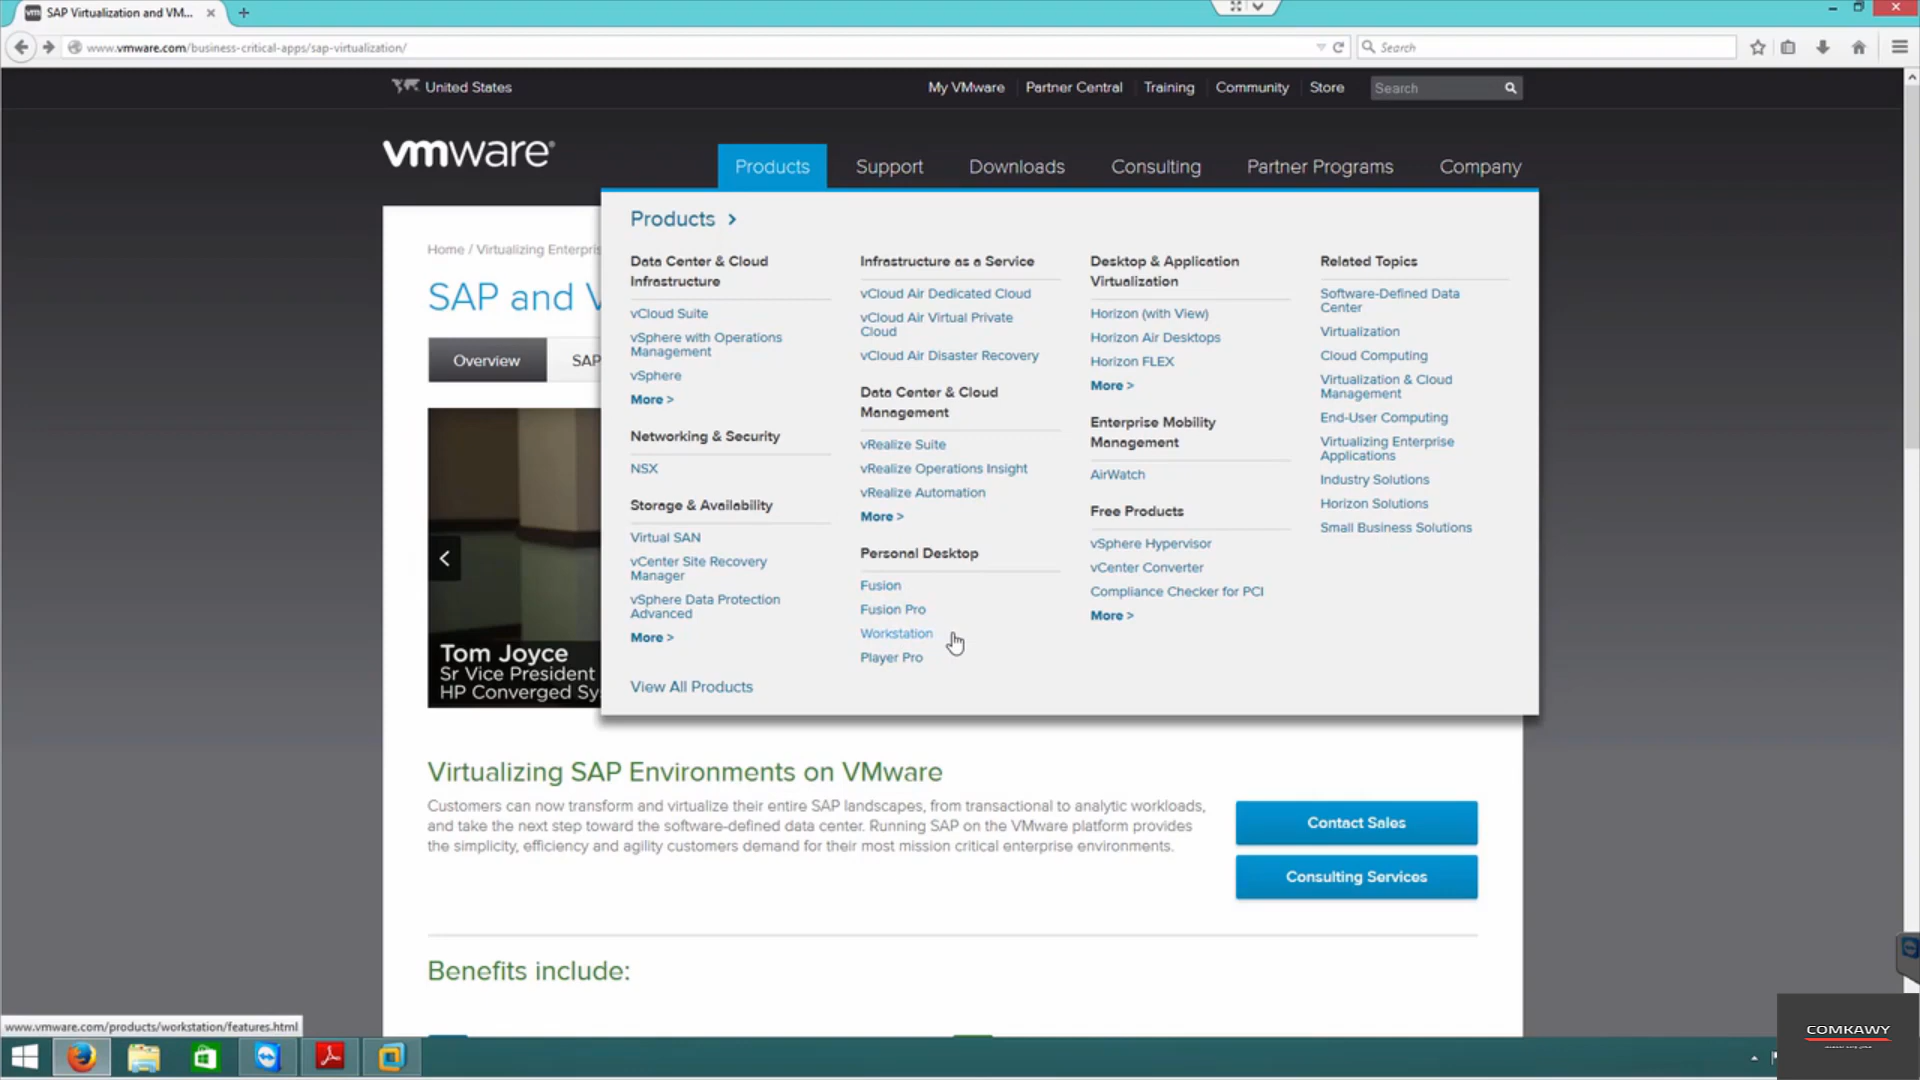 SAP Virtualization and VM...
www.vmware.com/business-critical-apps/sap-virtualization/
Search
United States
My VMware
Partner Central
Training
Community
Store
Search
vmware®
Products
Support
Downloads
Consulting
Partner Programs
Company
Home / Virtualizing Enterpris
SAP and V
Overview
SAP
Products >
Data Center & Cloud
Infrastructure
vCloud Suite
vSphere with Operations
Management
vSphere
More >
Networking & Security
NSX
Storage & Availability
Virtual SAN
vCenter Site Recovery
Manager
vSphere Data Protection
Advanced
More >
View All Products
Infrastructure as a Service
vCloud Air Dedicated Cloud
vCloud Air Virtual Private
Cloud
vCloud Air Disaster Recovery
Data Center & Cloud
Management
vRealize Suite
vRealize Operations Insight
vRealize Automation
More >
Personal Desktop
Fusion
Fusion Pro
Workstation
Player Pro
Desktop & Application
Virtualization
Horizon (with View)
Horizon Air Desktops
Horizon FLEX
More >
Enterprise Mobility
Management
AirWatch
Free Products
vSphere Hypervisor
vCenter Converter
Compliance Checker for PCI
More >
Related Topics
Software-Defined Data
Center
Virtualization
Cloud Computing
Virtualization & Cloud
Management
End-User Computing
Virtualizing Enterprise
Applications
Industry Solutions
Horizon Solutions
Small Business Solutions
Tom Joyce
Sr Vice President
HP Converged Sy
Virtualizing SAP Environments on VMware
Customers can now transform and virtualize their entire SAP landscapes, from transactional to analytic workloads,
and take the next step toward the software-defined data center. Running SAP on the VMware platform provides
the simplicity, efficiency and agility customers demand for their most mission critical enterprise environments.
Contact Sales
Consulting Services
Benefits include:
www.vmware.com/products/workstation/features.html
COMKAWY